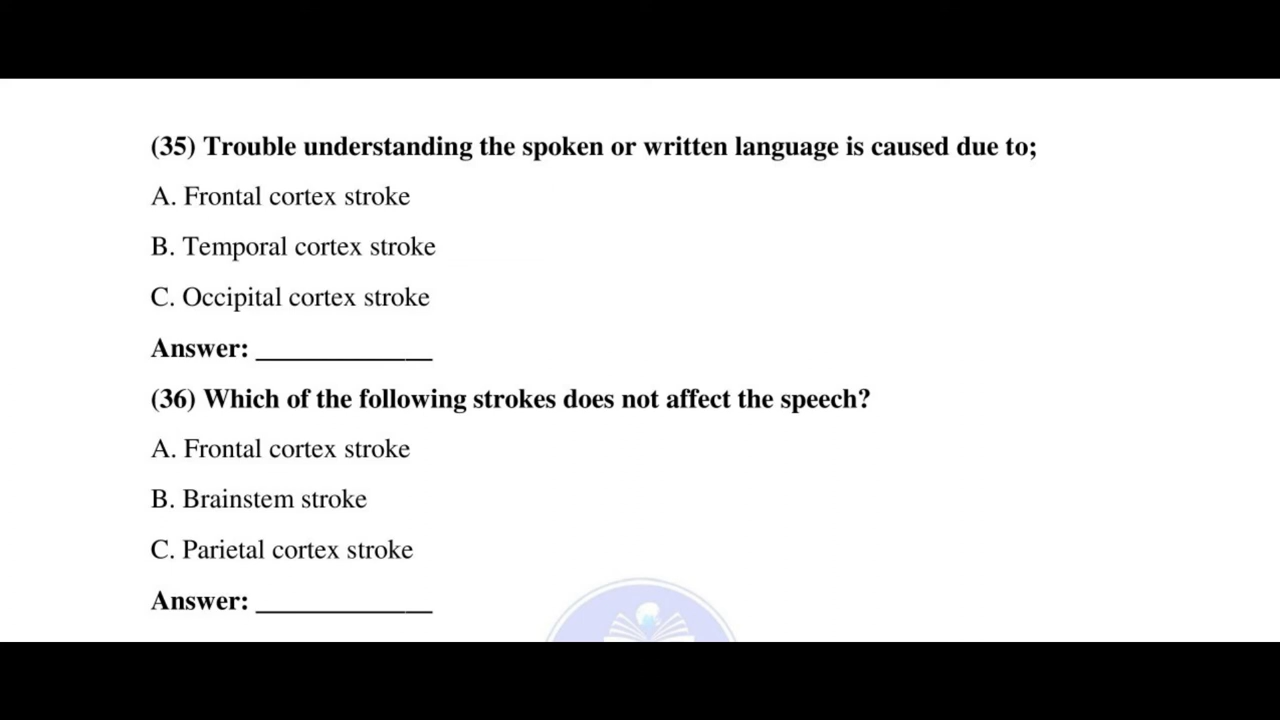 (35) Trouble understanding the spoken or written language is caused due to;
A. Frontal cortex stroke
B. Temporal cortex stroke
C. Occipital cortex stroke
Answer: _____________
(36) Which of the following strokes does not affect the speech?
A. Frontal cortex stroke
B. Brainstem stroke
C. Parietal cortex stroke
Answer: _____________